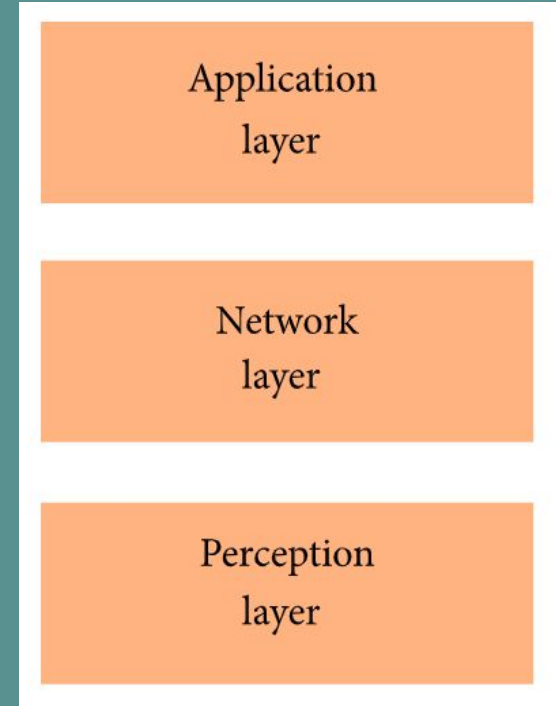 Application
layer
Network
layer
Perception
layer